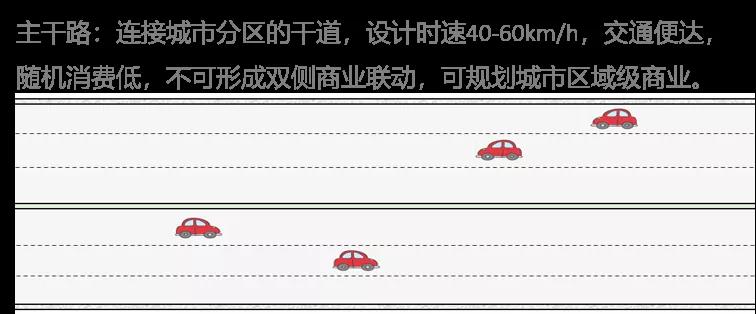 主干路：连接城市分区的干道，设计时速40-60km/h，交通便达，
随机消费低，不可形成双侧商业联动，可规划城市区域级商业。